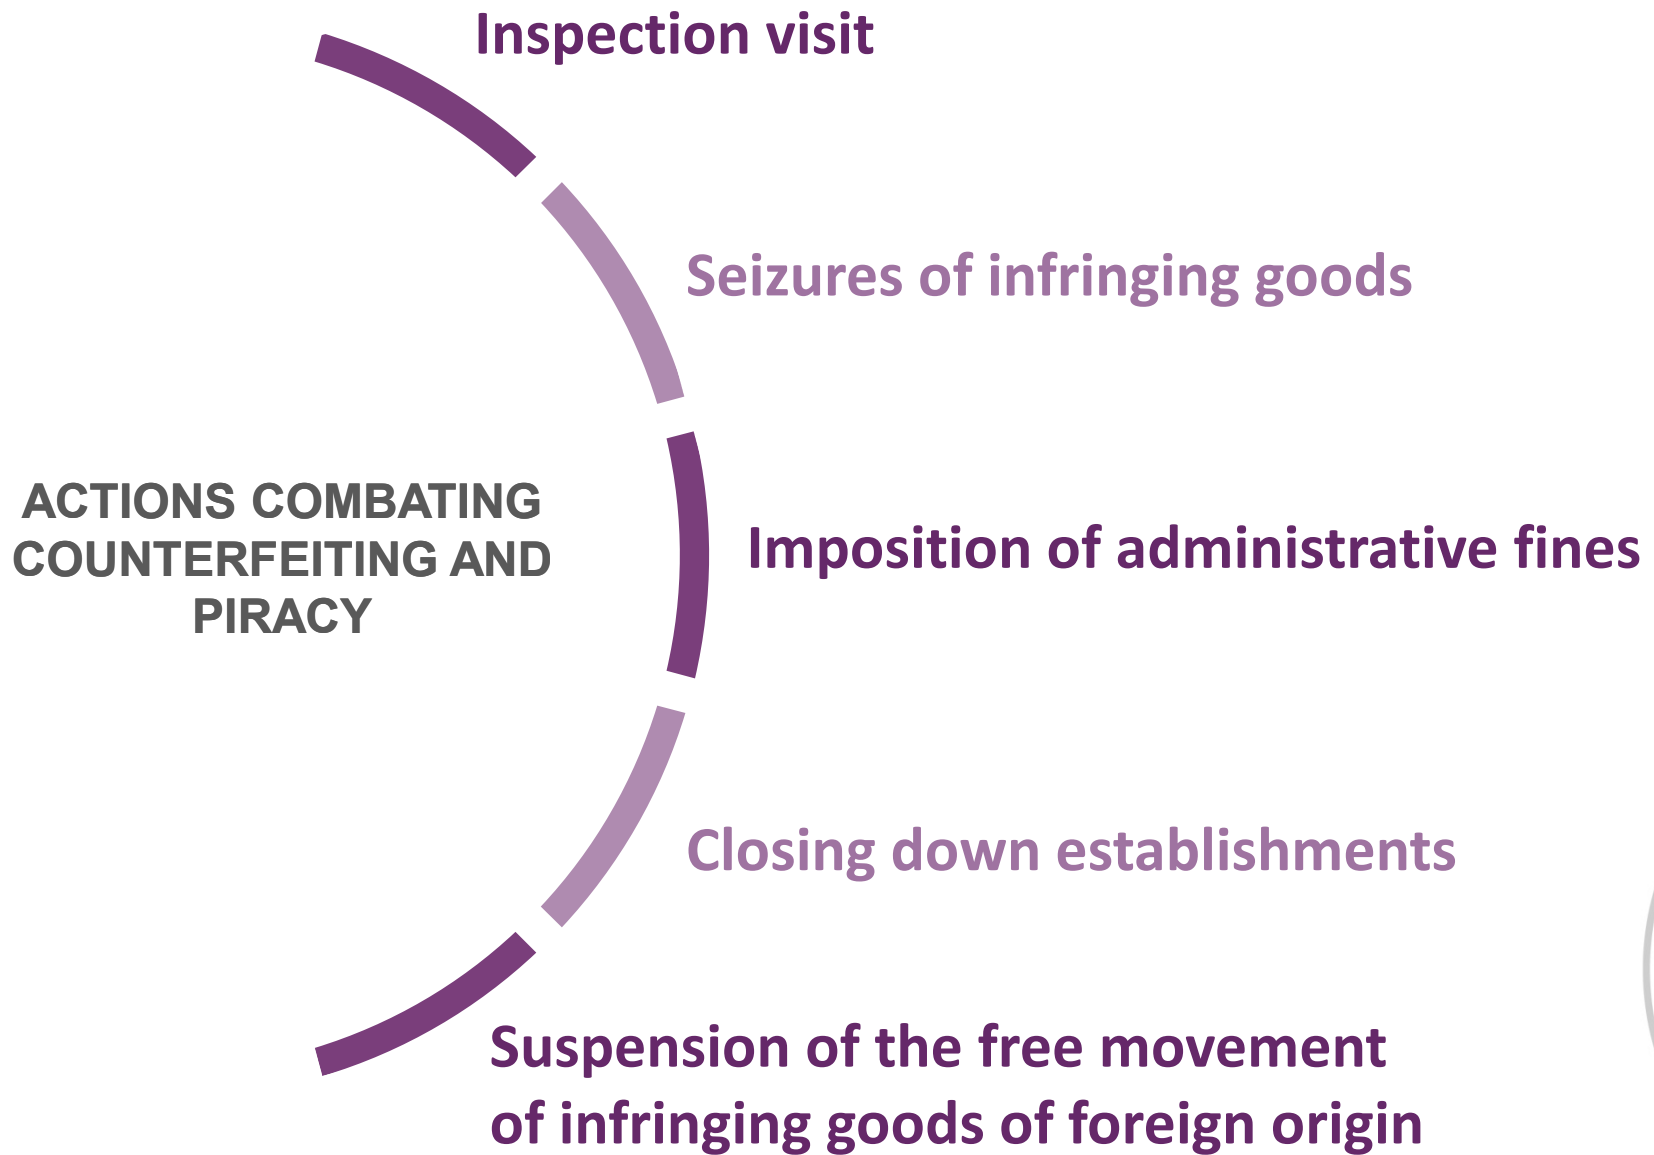 Inspection visit
Seizures of infringing goods
ACTIONS COMBATING
COUNTERFEITING AND
PIRACY
Imposition of administrative fines
Closing down establishments
Suspension of the free movement
of infringing goods of foreign origin